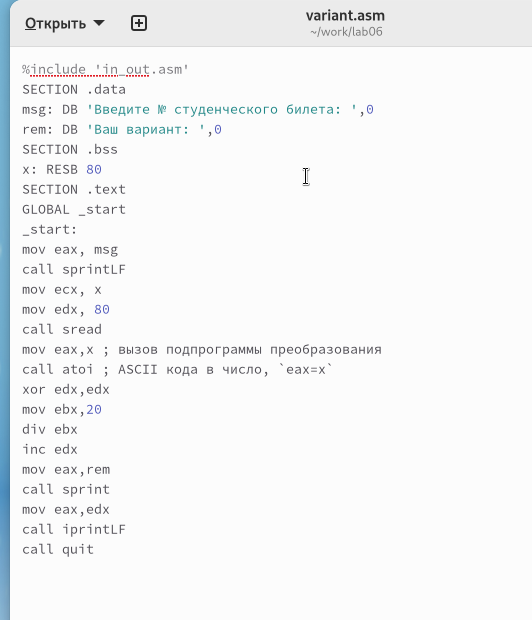 Открыть
variant.asm
~/work/lab06
%include 'in_out.asm'
SECTION .data
msg: DB 'Введите № студенческого билета: ',0
rem: DB 'Ваш вариант: ',0
SECTION .bss
x: RESB 80
SECTION .text
GLOBAL _start
_start:
mov eax, msg
call sprintLF
mov ecx, x
mov edx, 80
call sread
mov eax,x ; вызов подпрограммы преобразования
call atoi ; ASCII кода в число, `eax=x`
xor edx,edx
mov ebx,20
div ebx
inc edx
mov eax,rem
call sprint
mov eax,edx
call iprintLF
call quit